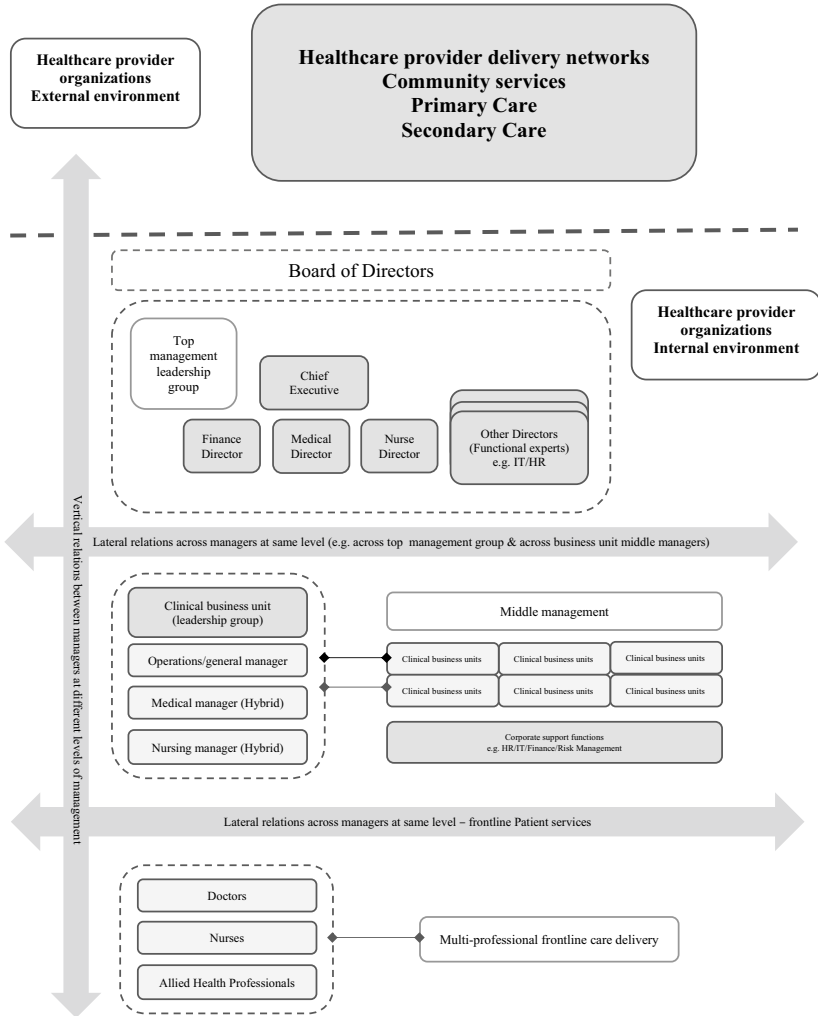 Healthcare provider
organizations
External environment
Healthcare provider delivery networks
Community services
Primary Care
Secondary Care
Board of Directors
Healthcare provider
organizations
Internal environment
Top
management
leadership
group
Chief
Executive
Finance
Director
Medical
Director
Nurse
Director
Other Directors
(Functional experts)
e.g. IT/HR
Vertical relations between managers at different levels of management
Lateral relations across managers at same level (e.g. across top management group & across business unit middle managers)
Clinical business unit
(leadership group)
Operations/general manager
Medical manager (Hybrid)
Nursing manager (Hybrid)
Middle management
Clinical business units
Clinical business units
Clinical business units
Clinical business units
Clinical business units
Clinical business units
Corporate support functions
e.g. HR/IT/Finance/Risk Management
Lateral relations across managers at same level – frontline Patient services
Doctors
Nurses
Allied Health Professionals
Multi-professional frontline care delivery